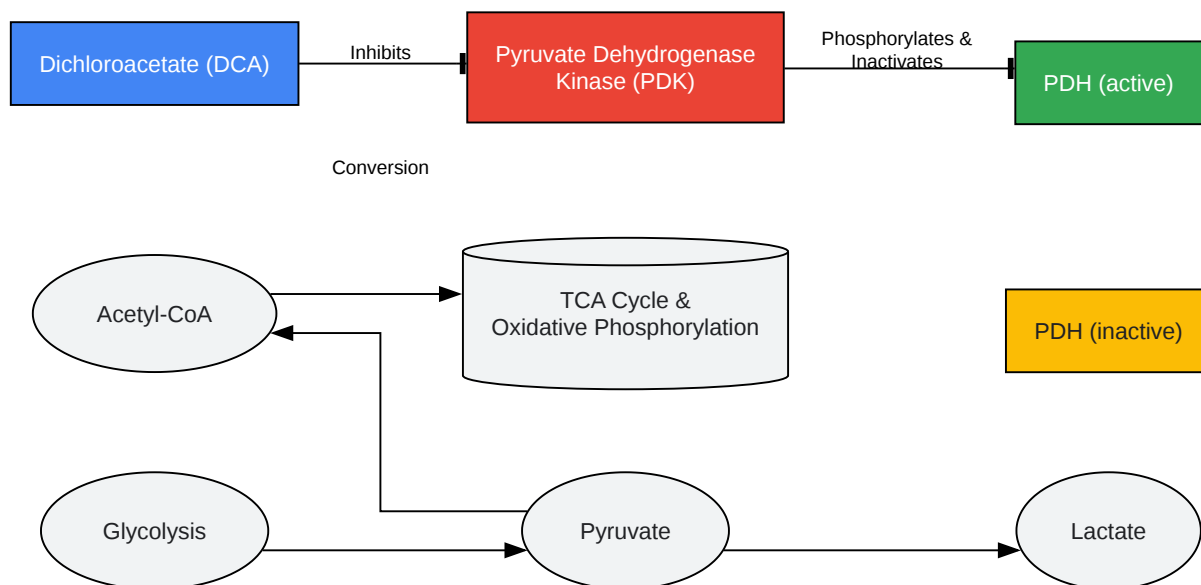 Dichloroacetate (DCA)
Inhibits
Pyruvate Dehydrogenase
Kinase (PDK)
Phosphorylates &
Inactivates
PDH (active)
Conversion
Acetyl-CoA
TCA Cycle &
Oxidative Phosphorylation
PDH (inactive)
Glycolysis
Pyruvate
Lactate